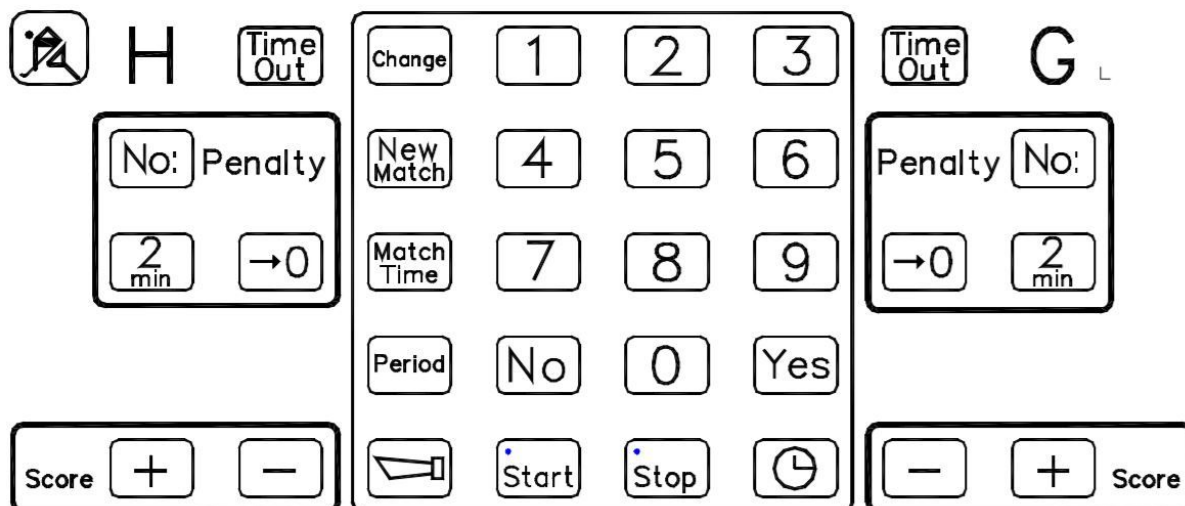 H Time Out Change 1 2 3 Time Out G
No: Penalty New Match 4 5 6 Penalty No:
2 min →0 Match Time 7 8 9 →0 2 min
Period No 0 Yes
Score + − Start Stop − + Score